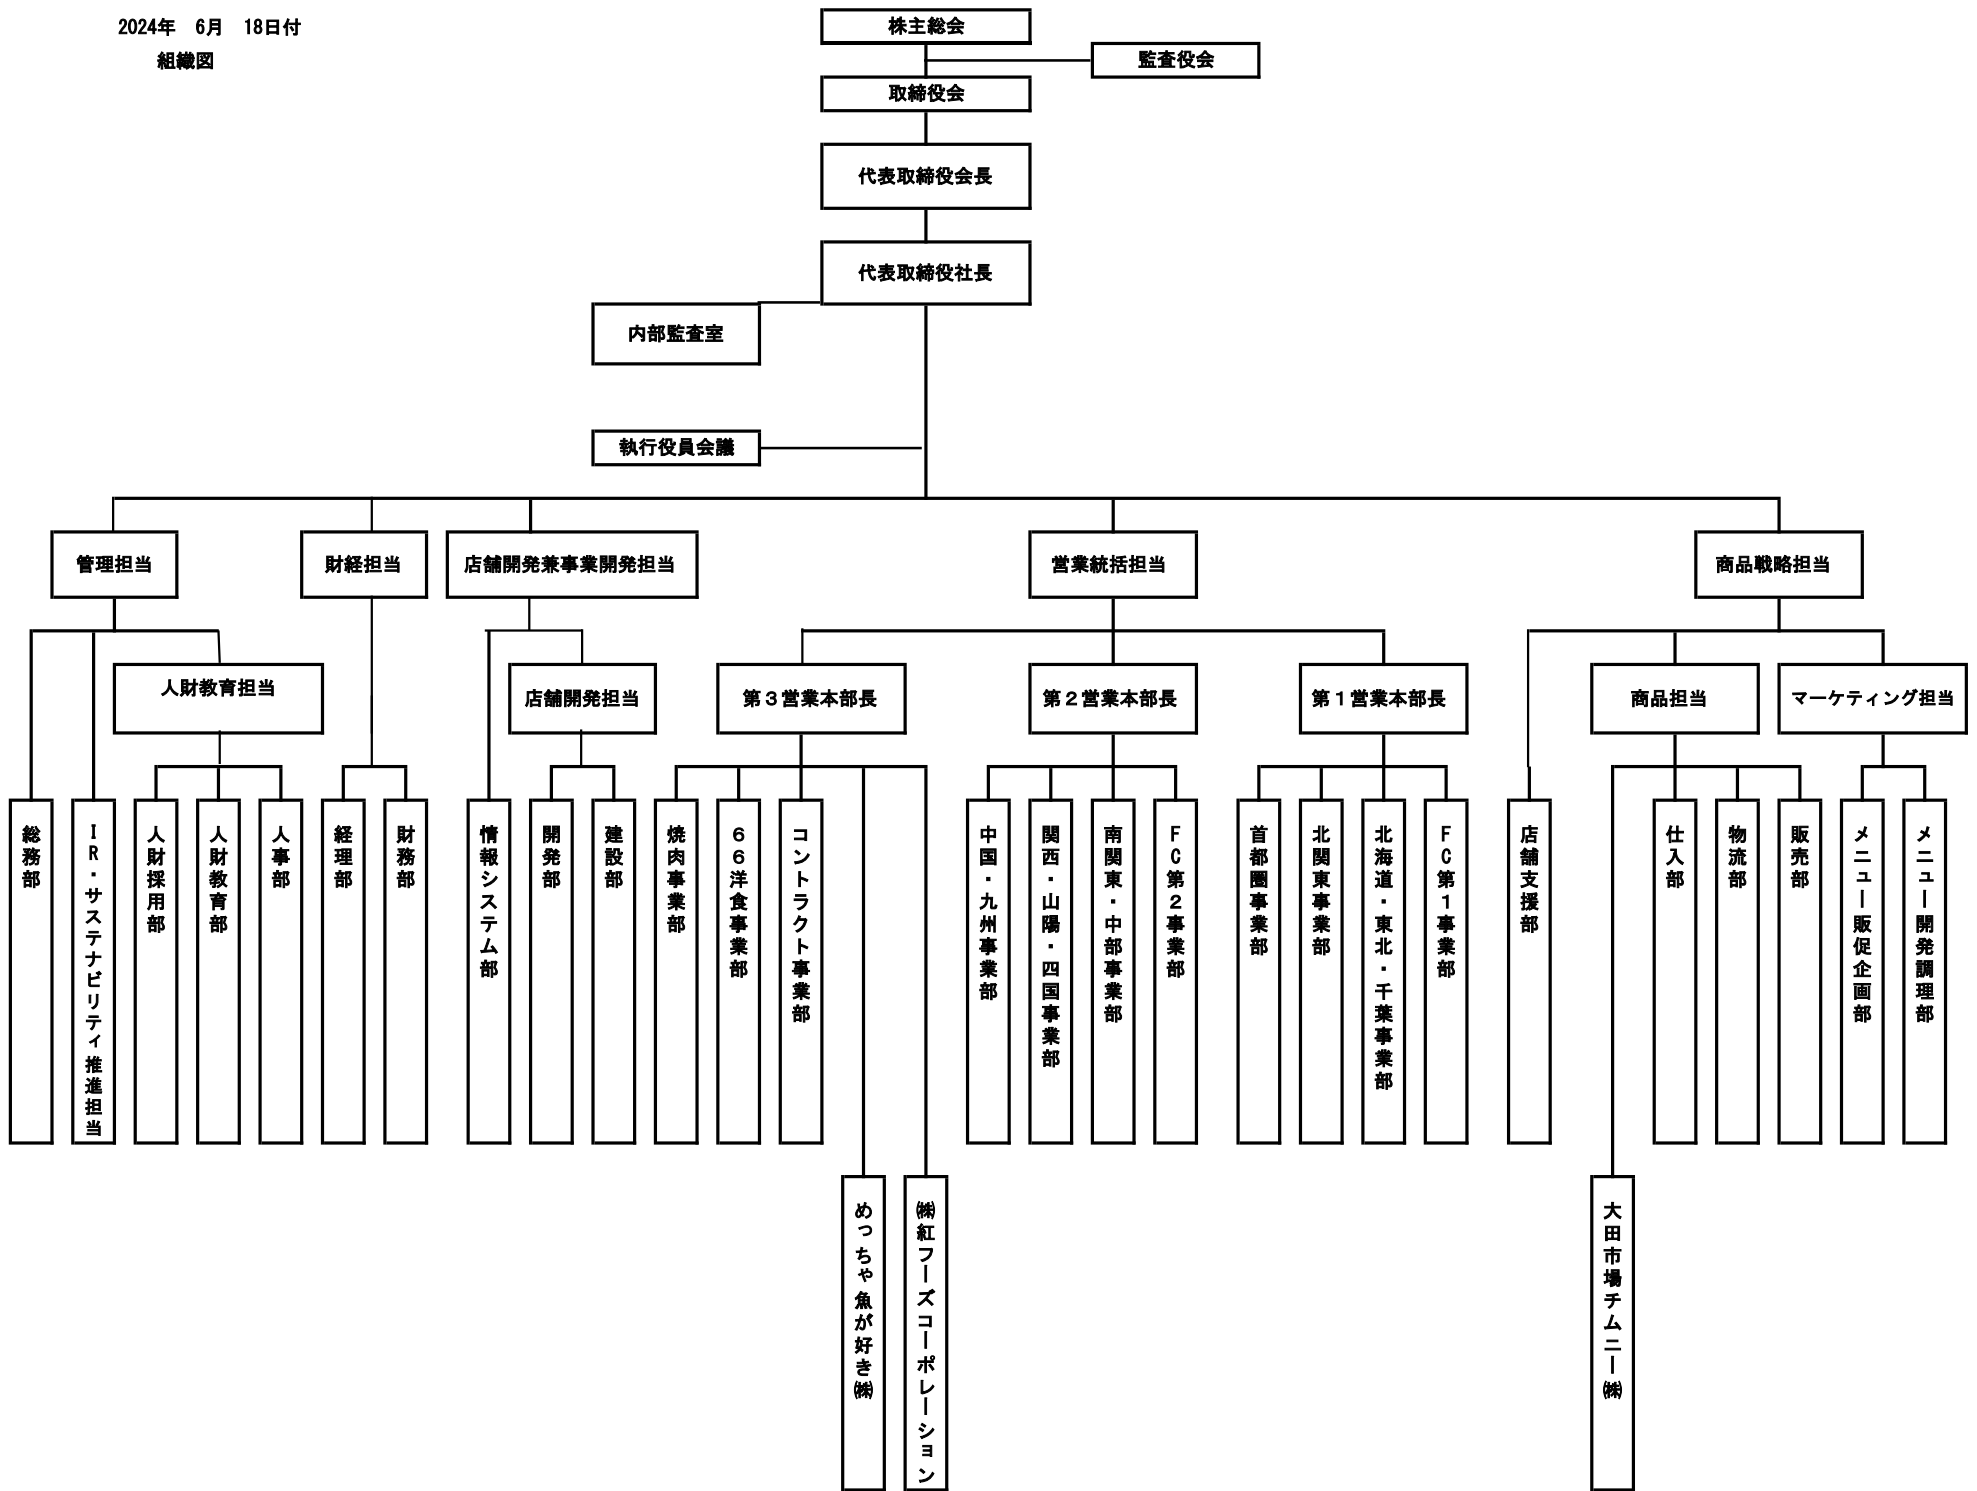 2024年　6月　18日付
組織図
株主総会
監査役会
取締役会
代表取締役会長
代表取締役社長
内部監査室
執行役員会議
管理担当
財経担当
店舗開発兼事業開発担当
営業統括担当
商品戦略担当
人財教育担当
店舗開発担当
第３営業本部長
第２営業本部長
第１営業本部長
商品担当
マーケティング担当
総務部
ＩＲ・サステナビリティ推進担当
人財採用部
人財教育部
人事部
経理部
財務部
情報システム部
開発部
建設部
焼肉事業部
６６洋食事業部
コントラクト事業部
中国・九州事業部
関西・山陽・四国事業部
南関東・中部事業部
ＦＣ第２事業部
首都圏事業部
北関東事業部
北海道・東北・千葉事業部
ＦＣ第１事業部
店舗支援部
仕入部
物流部
販売部
メニュー販促企画部
メニュー開発調理部
めっちゃ魚が好き㈱
㈱紅フーズコーポレーション
大田市場チムニー㈱